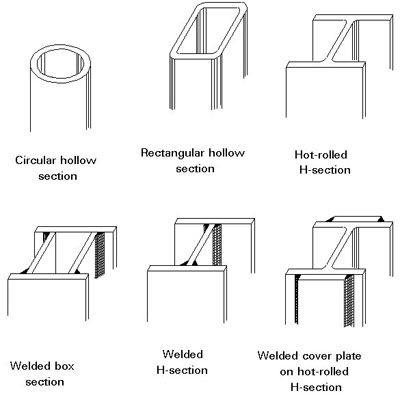 Circular hollow
section
Rectangular hollow
section
Hot-rolled
H-section
Welded box
section
Welded
H-section
Welded cover plate
on hot-rolled
H-section